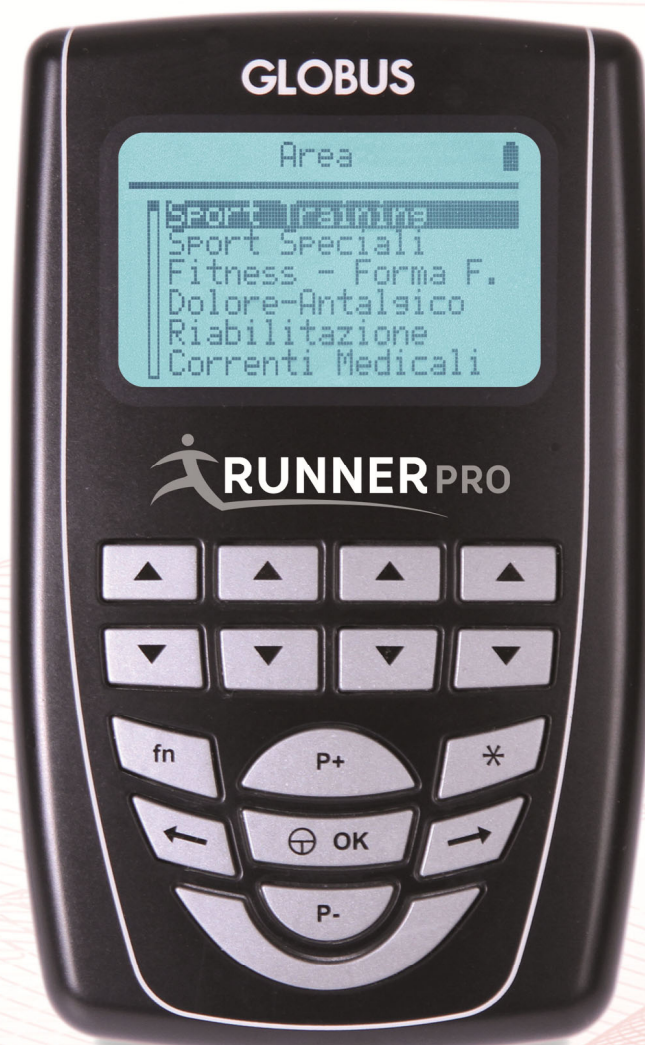 GLOBUS
Area
Sport Training
Sport Speciali
Fitness - Forma F.
Dolore-Antalgico
Riabilitazione
Correnti Medicali
RUNNER PRO
fn
P+
*
OK
P-